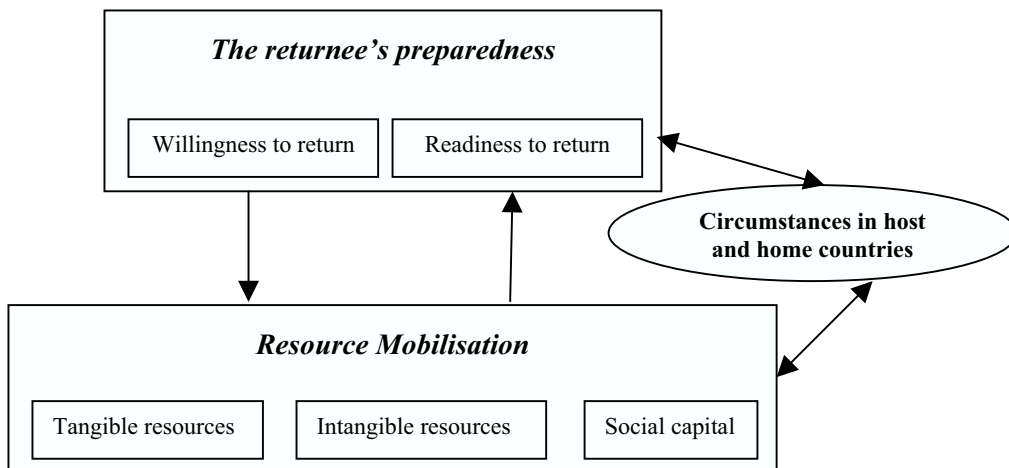 The returnee’s preparedness
Willingness to return
Readiness to return
Circumstances in host
and home countries
Resource Mobilisation
Tangible resources
Intangible resources
Social capital